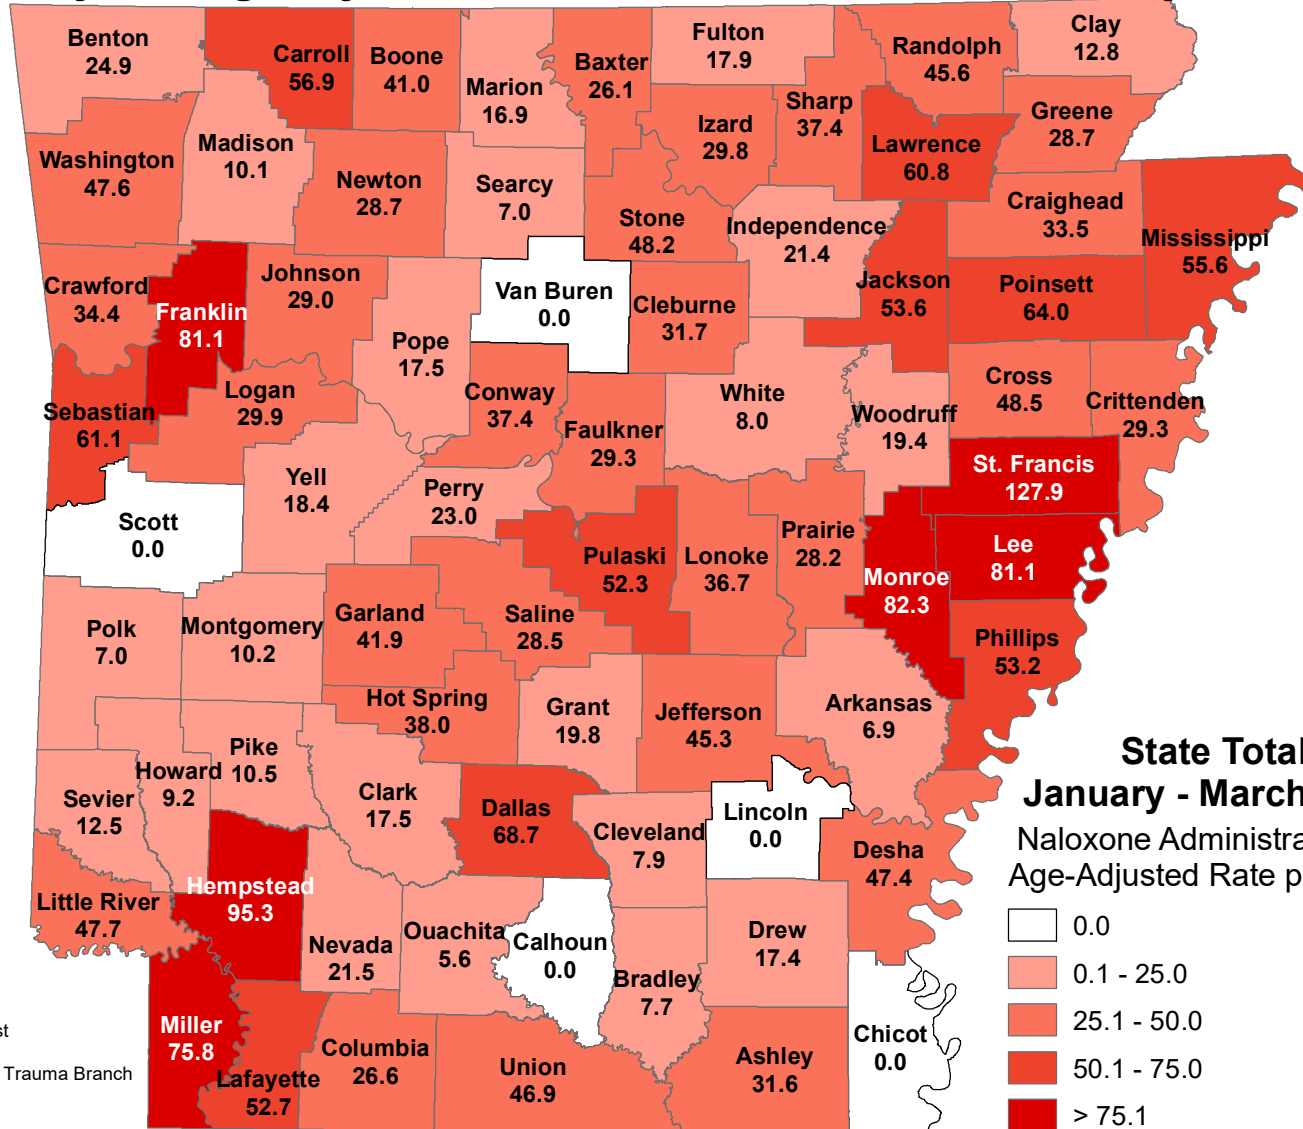 Benton
24.9
Carroll
56.9
Boone
41.0
Marion
16.9
Baxter
26.1
Fulton
17.9
Randolph
45.6
Clay
12.8
Washington
47.6
Madison
10.1
Newton
28.7
Searcy
7.0
Stone
48.2
Izard
29.8
Sharp
37.4
Lawrence
60.8
Greene
28.7
Independence
21.4
Craighead
33.5
Mississippi
55.6
Crawford
34.4
Franklin
81.1
Johnson
29.0
Pope
17.5
Van Buren
0.0
Cleburne
31.7
Jackson
53.6
Poinsett
64.0
Sebastian
61.1
Logan
29.9
Conway
37.4
Faulkner
29.3
White
8.0
Woodruff
19.4
Cross
48.5
Crittenden
29.3
Scott
0.0
Yell
18.4
Perry
23.0
Pulaski
52.3
Lonoke
36.7
Prairie
28.2
Monroe
82.3
St. Francis
127.9
Lee
81.1
Phillips
53.2
Polk
7.0
Montgomery
10.2
Garland
41.9
Saline
28.5
Hot Spring
38.0
Grant
19.8
Jefferson
45.3
Arkansas
6.9
Sevier
12.5
Howard
9.2
Pike
10.5
Clark
17.5
Dallas
68.7
Cleveland
7.9
Lincoln
0.0
Desha
47.4
Little River
47.7
Hempstead
95.3
Nevada
21.5
Ouachita
5.6
Calhoun
0.0
Bradley
7.7
Drew
17.4
Miller
75.8
Lafayette
52.7
Columbia
26.6
Union
46.9
Ashley
31.6
Chicot
0.0
State Total
January - March
Naloxone Administra
Age-Adjusted Rate p
0.0
0.1 - 25.0
25.1 - 50.0
50.1 - 75.0
> 75.1
st
Trauma Branch